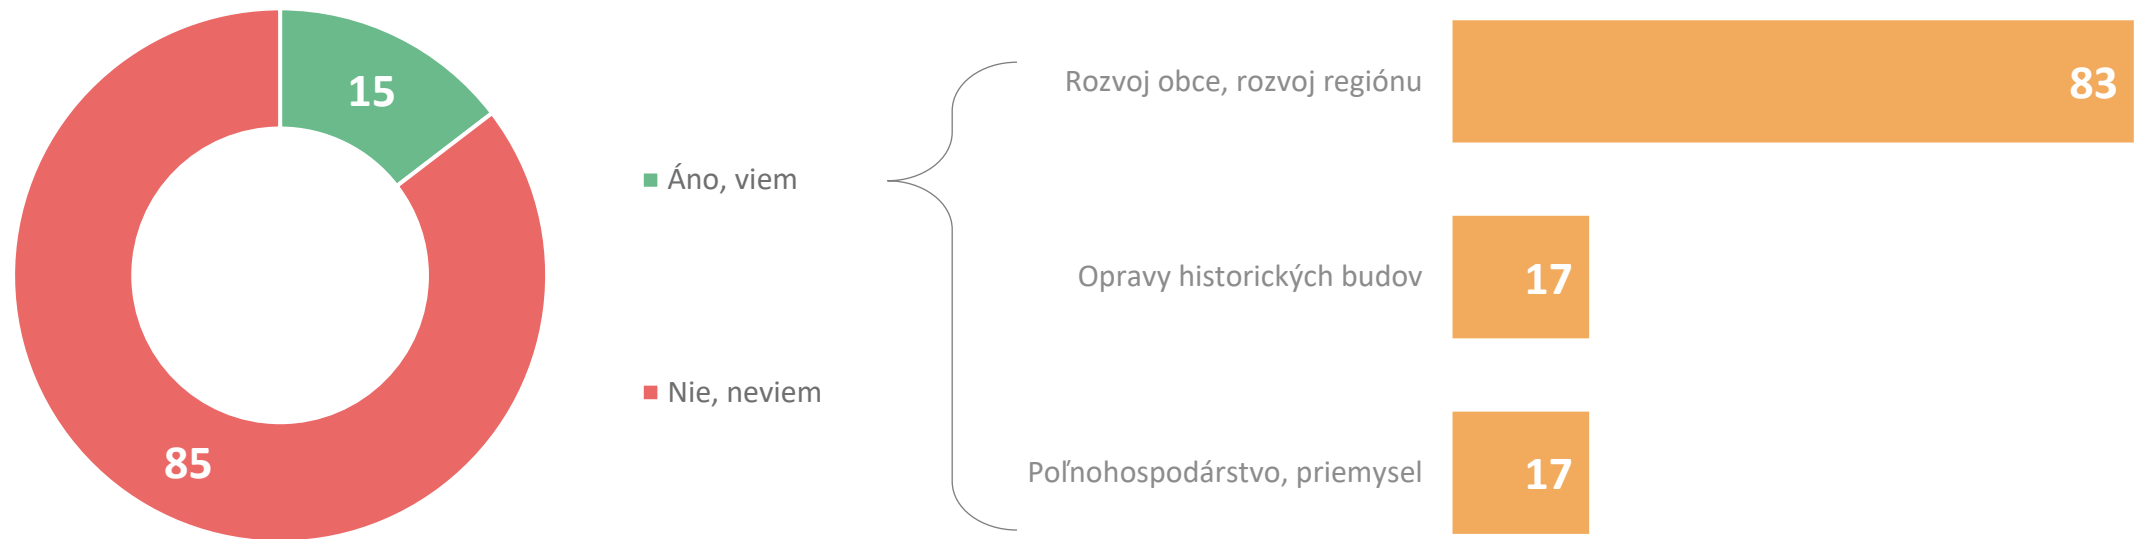 15
85
Áno, viem
Nie, neviem
Rozvoj obce, rozvoj regiónu
83
Opravy historických budov
17
Poľnohospodárstvo, priemysel
17